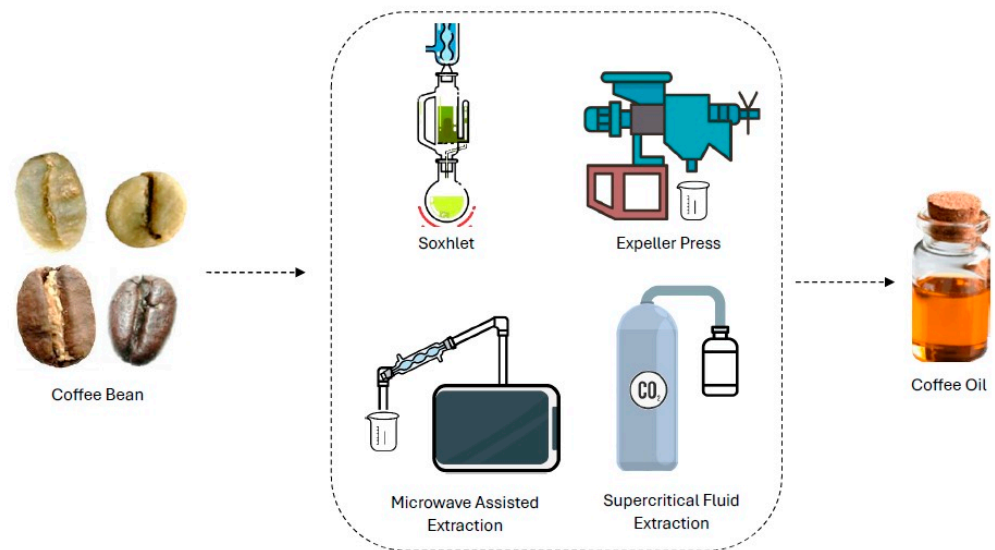 Soxhlet
Expeller Press
Coffee Bean
CO₂
Coffee Oil
Microwave Assisted
Extraction
Supercritical Fluid
Extraction